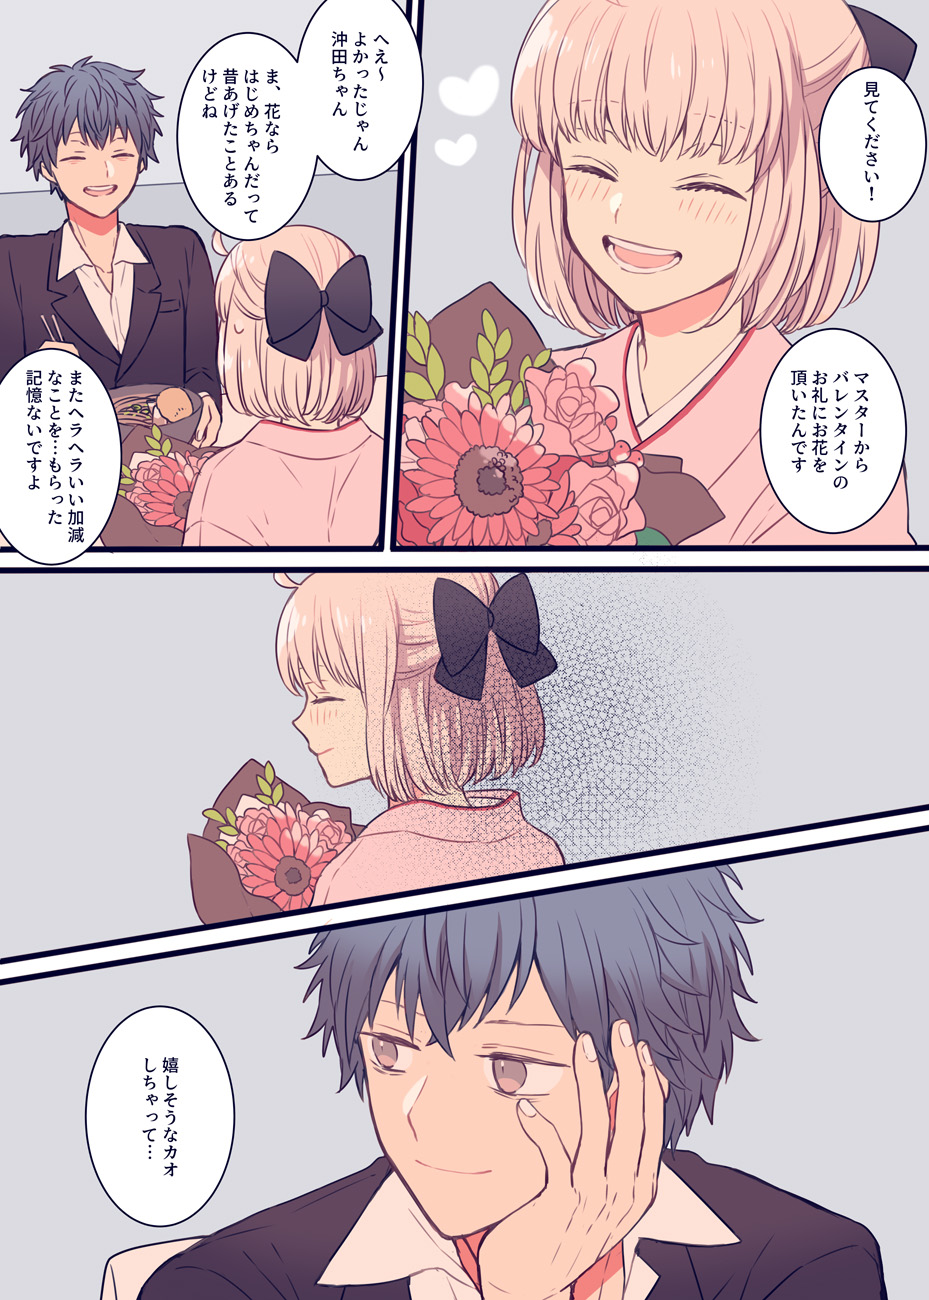 見てください！
マスターから
バレンタインの
お礼にお花を
頂いたんです
へえ〜
よかったじゃん
沖田ちゃん
ま、花なら
はじめちゃんだって
昔あげたことある
けどね
またヘラヘラいい加減
なことを…もらった
記憶ないですよ
嬉しそうなカオ
しちゃって…